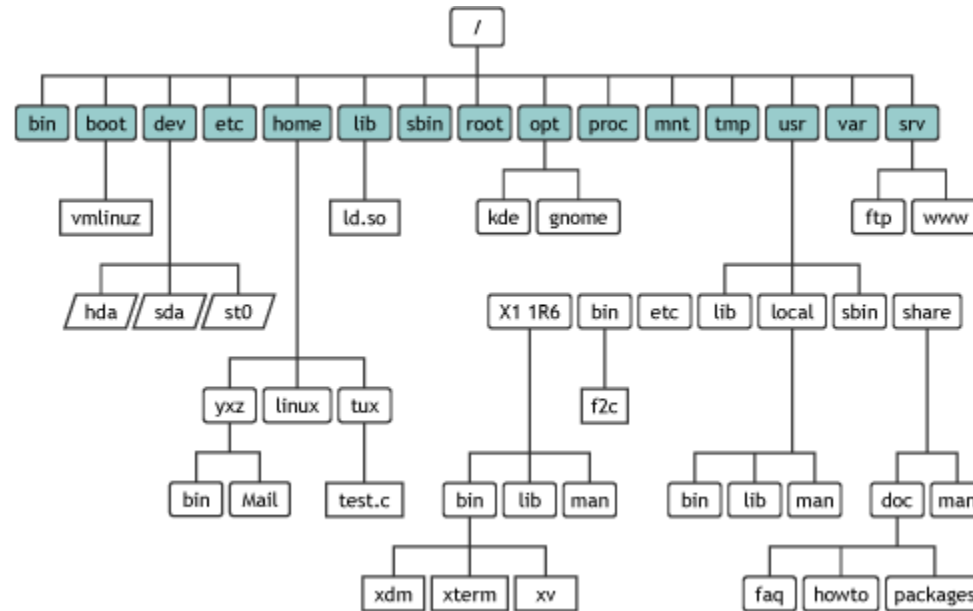 /
bin boot dev etc home lib sbin root opt proc mnt tmp usr var srv
vmlinuz ld.so kde gnome ftp www
hda sda st0 X1 1R6 bin etc lib local sbin share
yxz linux tux f2c
bin Mail test.c bin lib man bin lib man doc man
xdm xterm xv faq howto packages